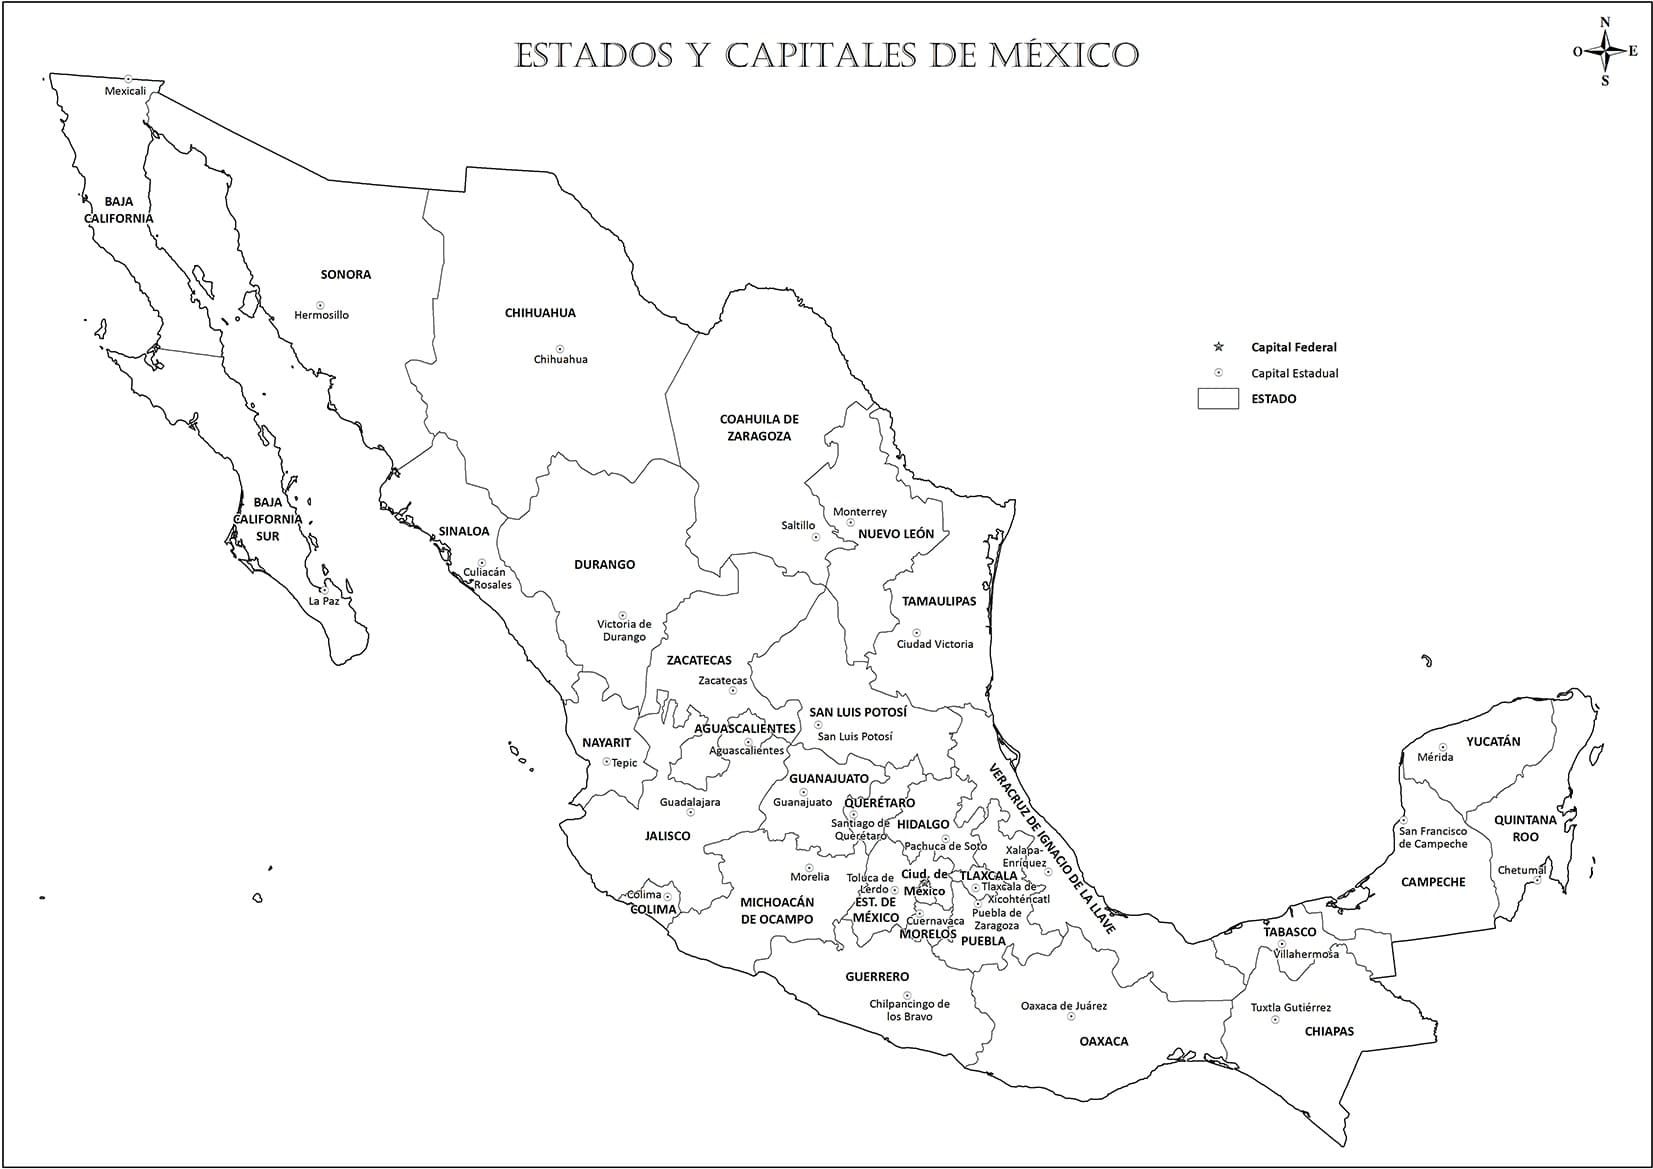 ESTADOS Y CAPITALES DE MÉXICO
N
O
E
S
Mexicali
BAJA
CALIFORNIA
SONORA
Hermosillo
CHIHUAHUA
Chihuahua
Capital Federal
Capital Estadual
ESTADO
COAHUILA DE
ZARAGOZA
Saltillo
Monterrey
NUEVO LEÓN
BAJA
CALIFORNIA
SUR
La Paz
SINALOA
Culiacán
Rosales
DURANGO
Victoria de
Durango
TAMAULIPAS
Ciudad Victoria
ZACATECAS
Zacatecas
SAN LUIS POTOSÍ
San Luis Potosí
AGUASCALIENTES
Aguascalientes
NAYARIT
Tepic
GUANAJUATO
Guanajuato
QUERÉTARO
Santiago de
Querétaro
HIDALGO
Pachuca de Soto
Guadalajara
JALISCO
VERACRUZ DE IGNACIO DE LA LLAVE
Xalapa-
Enríquez
YUCATÁN
Mérida
QUINTANA
ROO
Chetumal
San Francisco
de Campeche
CAMPECHE
Colima
COLIMA
Morelia
MICHOACÁN
DE OCAMPO
Toluca de
Lerdo
EST. DE
MÉXICO
Ciud. de
México
TLAXCALA
Tlaxcala de
Xicohténcatl
Cuernavaca
MORELOS
Puebla de
Zaragoza
PUEBLA
GUERRERO
Chilpancingo de
los Bravo
Oaxaca de Juárez
OAXACA
TABASCO
Villahermosa
Tuxtla Gutiérrez
CHIAPAS